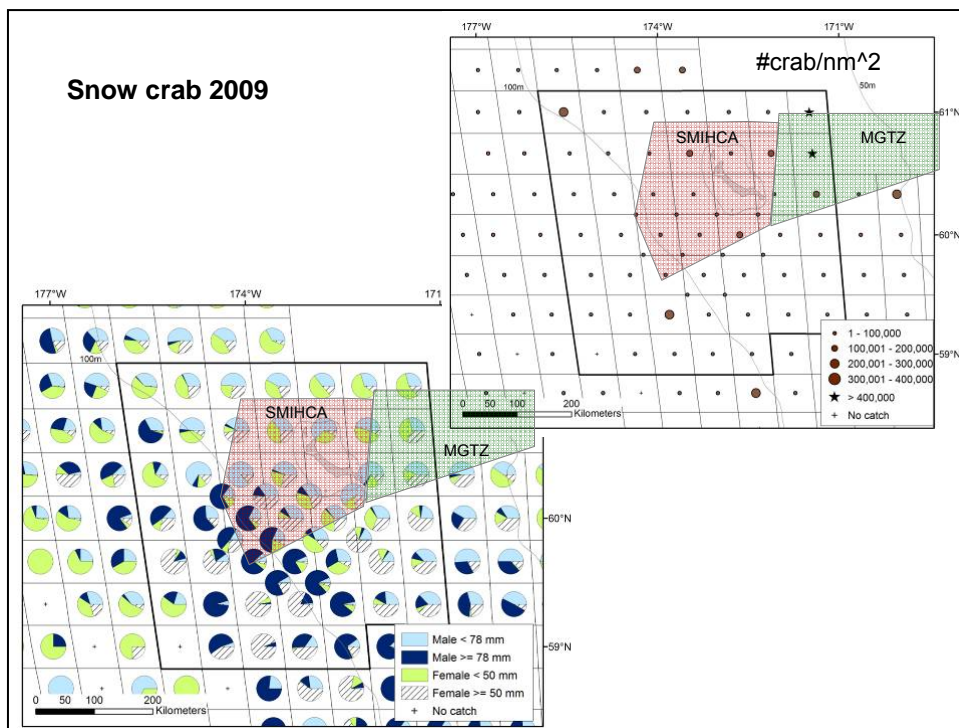 Snow crab 2009
177°W
174°W
171°W
#crab/nm^2
100m
50m
61°N
SMIHCA
MGTZ
60°N
59°N
1 - 100,000
100,001 - 200,000
200,001 - 300,000
300,001 - 400,000
> 400,000
No catch
0 50 100 200
Kilometers
177°W
174°W
171
100m
SMIHCA
MGTZ
60°N
59°N
Male < 78 mm
Male >= 78 mm
Female < 50 mm
Female >= 50 mm
No catch
0 50 100 200
Kilometers